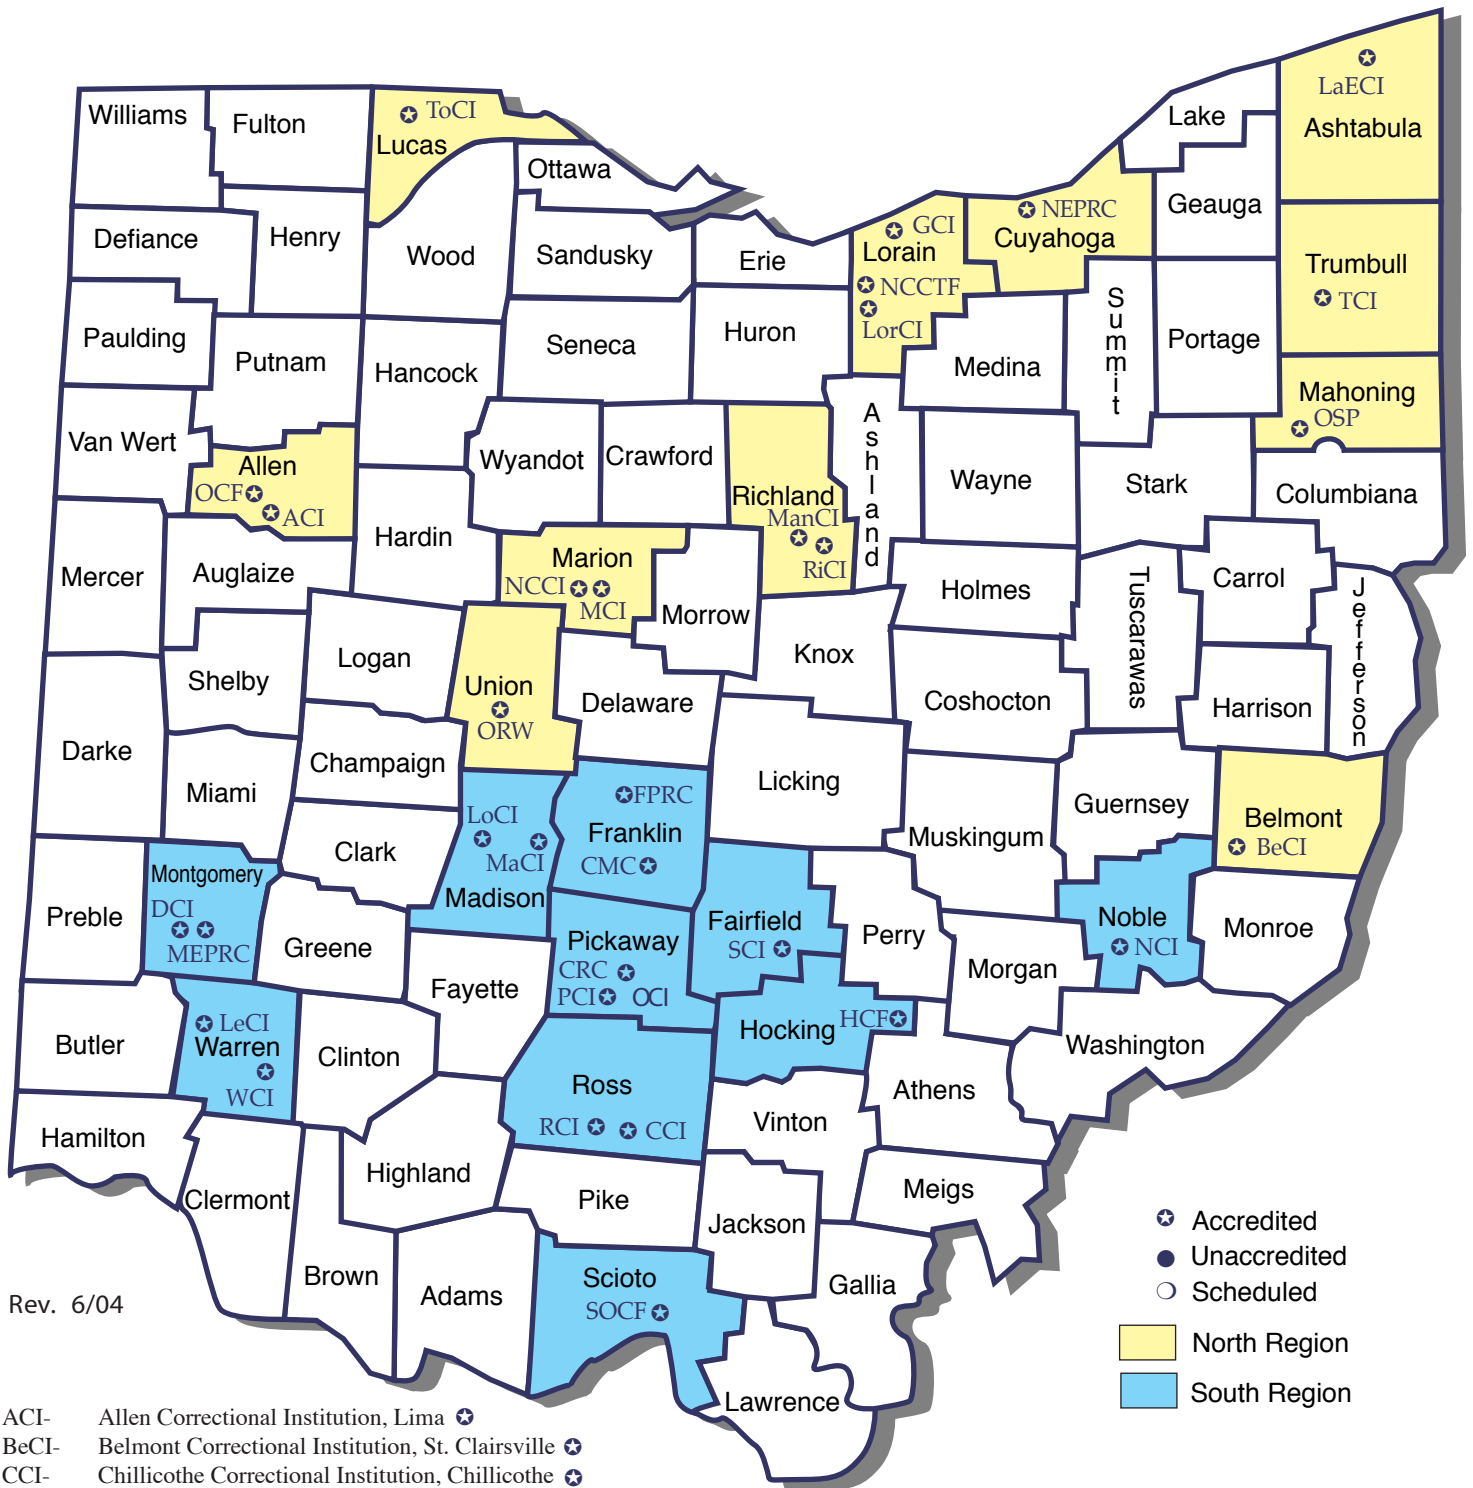 LaECI
Lake
Ashtabula
Williams
Fulton
ToCI
Lucas
Ottawa
Geauga
NEPRC
Cuyahoga
GCI
Lorain
NCCTF
LorCI
Defiance
Henry
Wood
Sandusky
Erie
Trumbull
TCI
Summit
Portage
Paulding
Putnam
Hancock
Seneca
Huron
Medina
Mahoning
OSP
Van Wert
Allen
OCF
ACI
Wyandot
Crawford
Richland
ManCI
RiCI
Ashland
Wayne
Stark
Columbiana
Mercer
Auglaize
Hardin
Marion
NCCI
MCI
Morrow
Holmes
Tuscarawas
Carroll
Jefferson
Logan
Shelby
Union
ORW
Delaware
Knox
Coshocton
Harrison
Darke
Miami
Champaign
Licking
Muskingum
Guernsey
Belmont
BeCI
Clark
LoCI
MaCI
Madison
FPRC
Franklin
CMC
Preble
Montgomery
DCI
MEPRC
Greene
Fayette
Pickaway
CRC
PCI
OCI
Fairfield
SCI
Perry
Morgan
Noble
NCI
Monroe
Butler
LeCI
Warren
WCI
Clinton
Ross
RCI
CCI
Hocking
HCF
Athens
Washington
Vinton
Hamilton
Clermont
Highland
Pike
Jackson
Meigs
Brown
Adams
Scioto
SOCF
Gallia
Lawrence
Accredited
Unaccredited
Scheduled
North Region
South Region
Rev. 6/04
ACI- Allen Correctional Institution, Lima
BeCI- Belmont Correctional Institution, St. Clairsville
CCI- Chillicothe Correctional Institution, Chillicothe